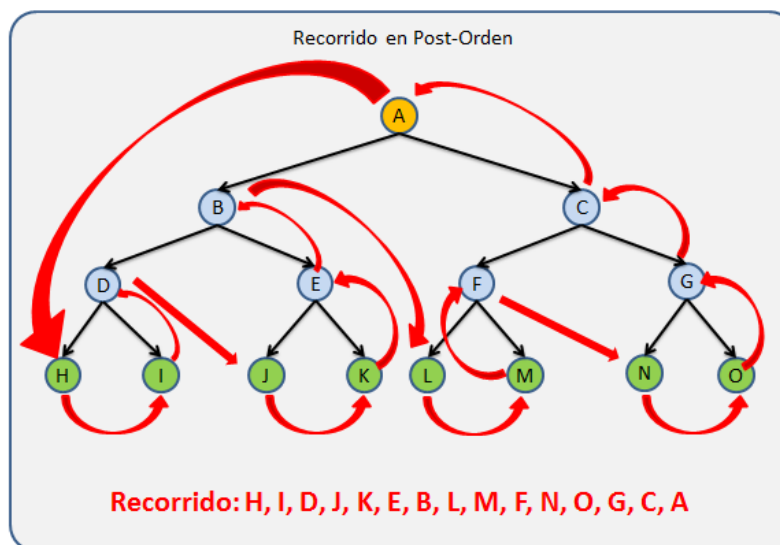 Recorrido en Post-Orden
A
B C
D E F G
H I J K L M N O
Recorrido: H, I, D, J, K, E, B, L, M, F, N, O, G, C, A